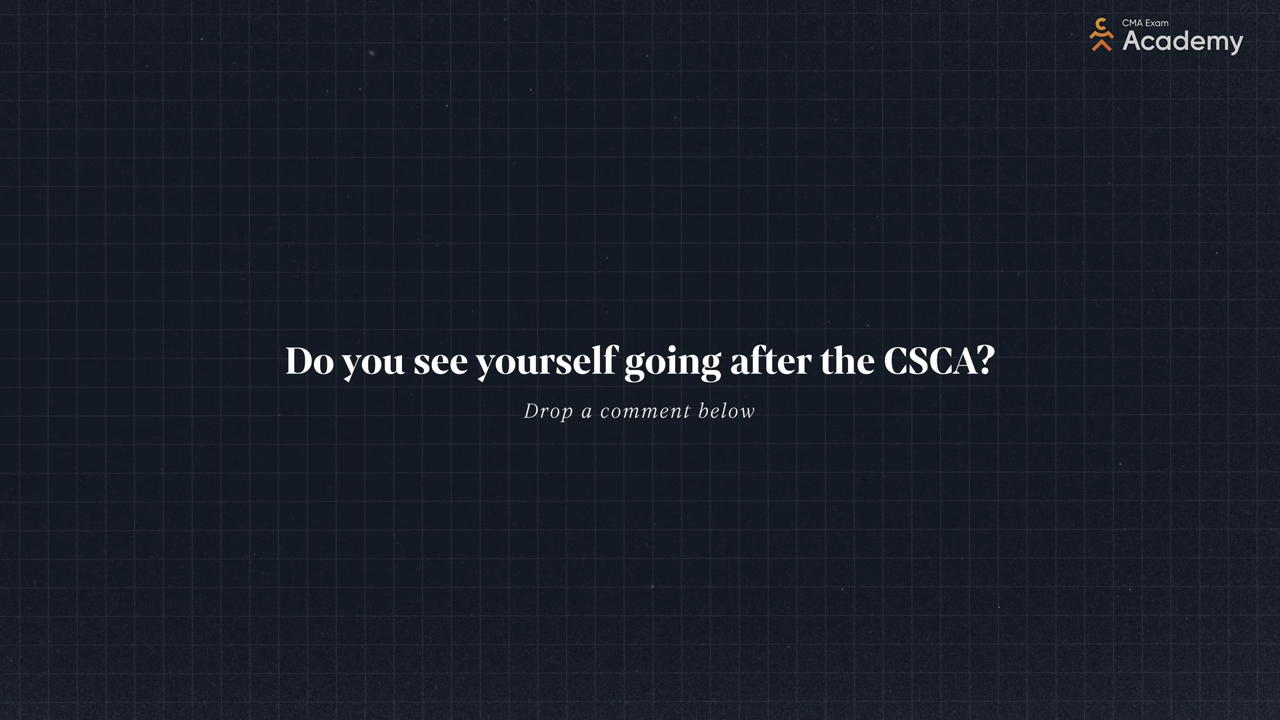 CMA Exam
Academy
Do you see yourself going after the CSCA?
Drop a comment below